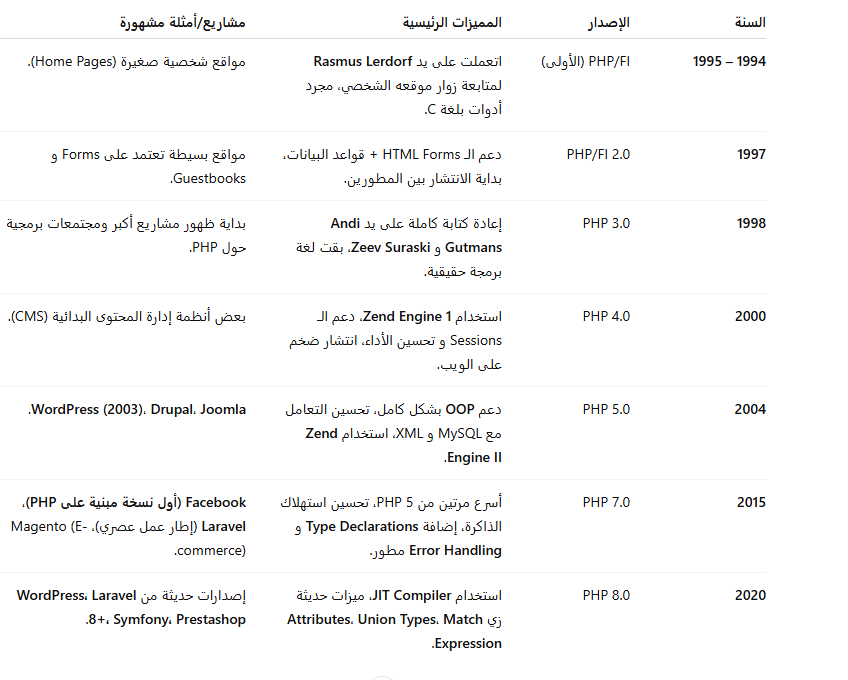 السنة الإصدار المميزات الرئيسية مشاريع/أمثلة مشهورة
1994 – 1995 PHP/FI (الأولى) اتعملت على يد Rasmus Lerdorf مواقع شخصية صغيرة (Home Pages).
لمتابعة زوار موقعه الشخصي، مجرد
أدوات بلغة C.
1997 PHP/FI 2.0 دعم الـ HTML Forms + قواعد البيانات، مواقع بسيطة تعتمد على Forms و
بداية الانتشار بين المطورين. Guestbooks.
1998 PHP 3.0 إعادة كتابة كاملة على يد Andi بداية ظهور مشاريع أكبر ومجتمعات برمجية
Gutmans و Zeev Suraski، بقت لغة حول PHP.
برمجة حقيقية.
2000 PHP 4.0 استخدام Zend Engine 1، دعم الـ بعض أنظمة إدارة المحتوى البدائية (CMS).
Sessions و تحسين الأداء، انتشار ضخم
على الويب.
2004 PHP 5.0 دعم OOP بشكل كامل، تحسين التعامل WordPress (2003)، Drupal، Joomla.
مع MySQL و XML، استخدام Zend
Engine II.
2015 PHP 7.0 أسرع مرتين من PHP 5، تحسين استهلاك Facebook (أول نسخة مبنية على PHP)،
الذاكرة، إضافة Type Declarations و Laravel (إطار عمل عصري)، Magento (E-
Error Handling مطور. commerce).
2020 PHP 8.0 استخدام JIT Compiler، ميزات حديثة إصدارات حديثة من WordPress، Laravel
زي Attributes، Union Types، Match 8+، Symfony، Prestashop.
Expression.